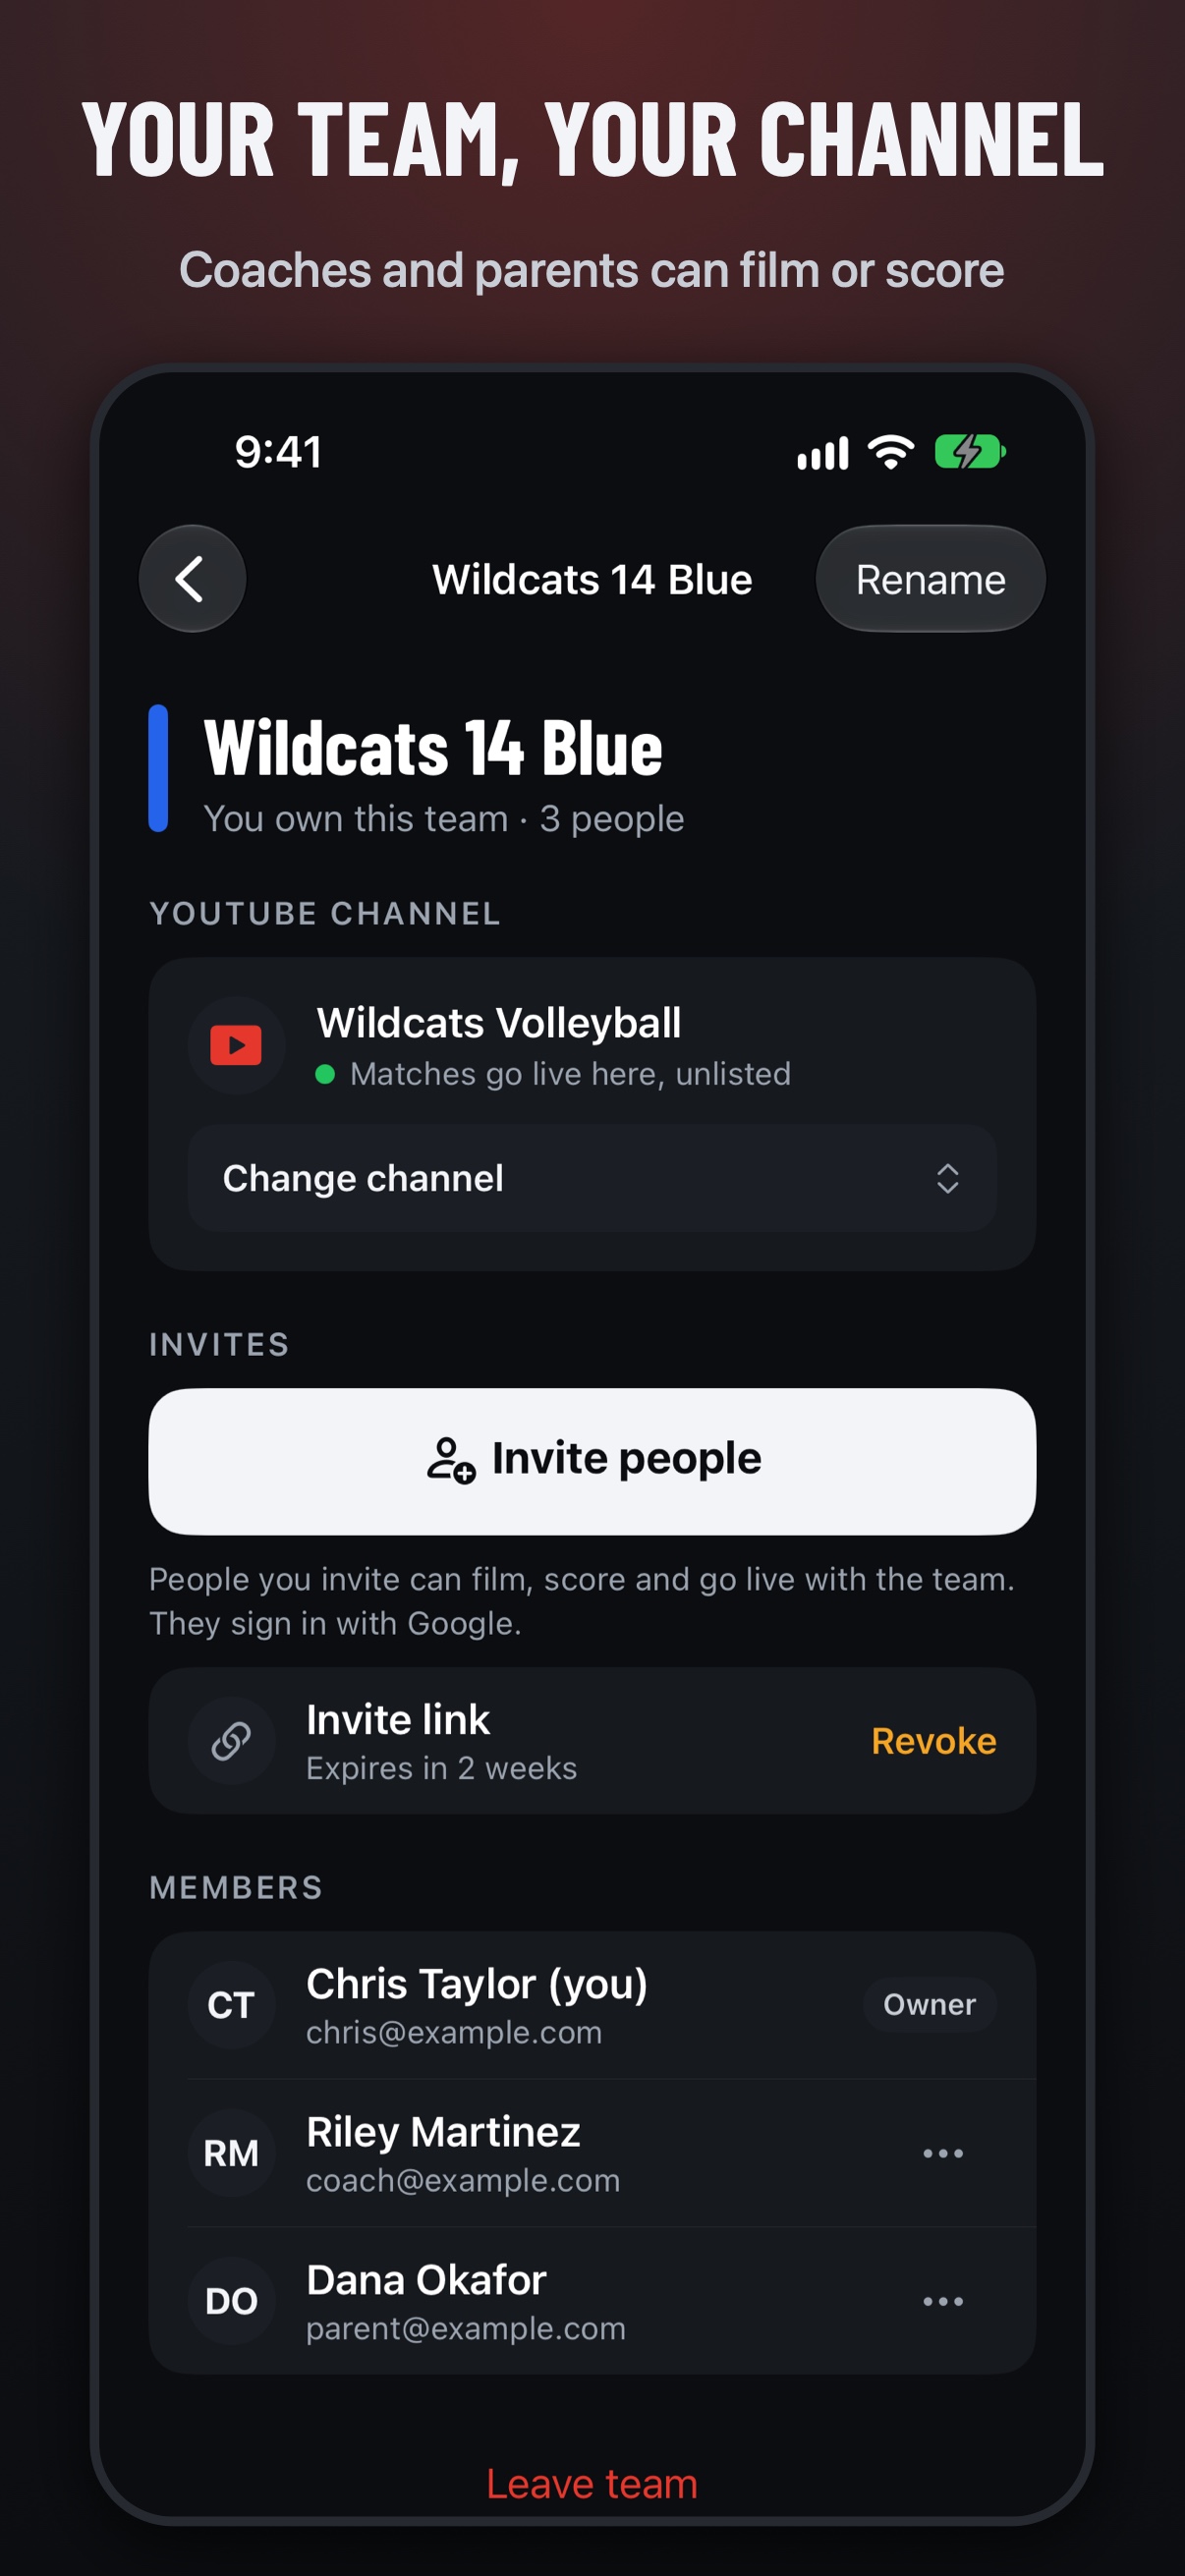 YOUR TEAM, YOUR CHANNEL
Coaches and parents can film or score
9:41
Wildcats 14 Blue
Rename
Wildcats 14 Blue
You own this team · 3 people
YOUTUBE CHANNEL
Wildcats Volleyball
Matches go live here, unlisted
Change channel
INVITES
Invite people
People you invite can film, score and go live with the team.
They sign in with Google.
Invite link
Expires in 2 weeks
Revoke
MEMBERS
CT
Chris Taylor (you)
chris@example.com
Owner
RM
Riley Martinez
coach@example.com
DO
Dana Okafor
parent@example.com
Leave team